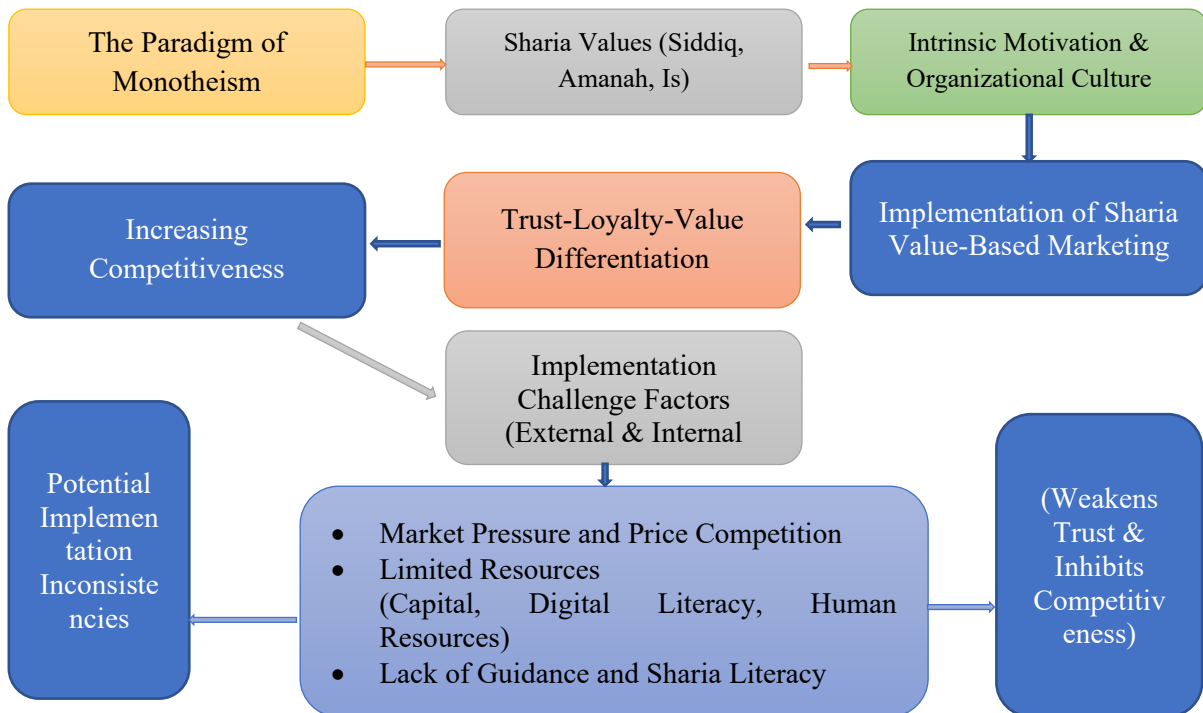 The Paradigm of
Monotheism
Sharia Values (Siddiq,
Amanah, Is)
Intrinsic Motivation &
Organizational Culture
Increasing
Competitiveness
Trust-Loyalty-Value
Differentiation
Implementation of Sharia
Value-Based Marketing
Implementation
Challenge Factors
(External & Internal
Potential
Implemen
tation
Inconsiste
ncies
• Market Pressure and Price Competition
• Limited Resources
(Capital, Digital Literacy, Human
Resources)
• Lack of Guidance and Sharia Literacy
(Weakens
Trust &
Inhibits
Competitiv
eness)